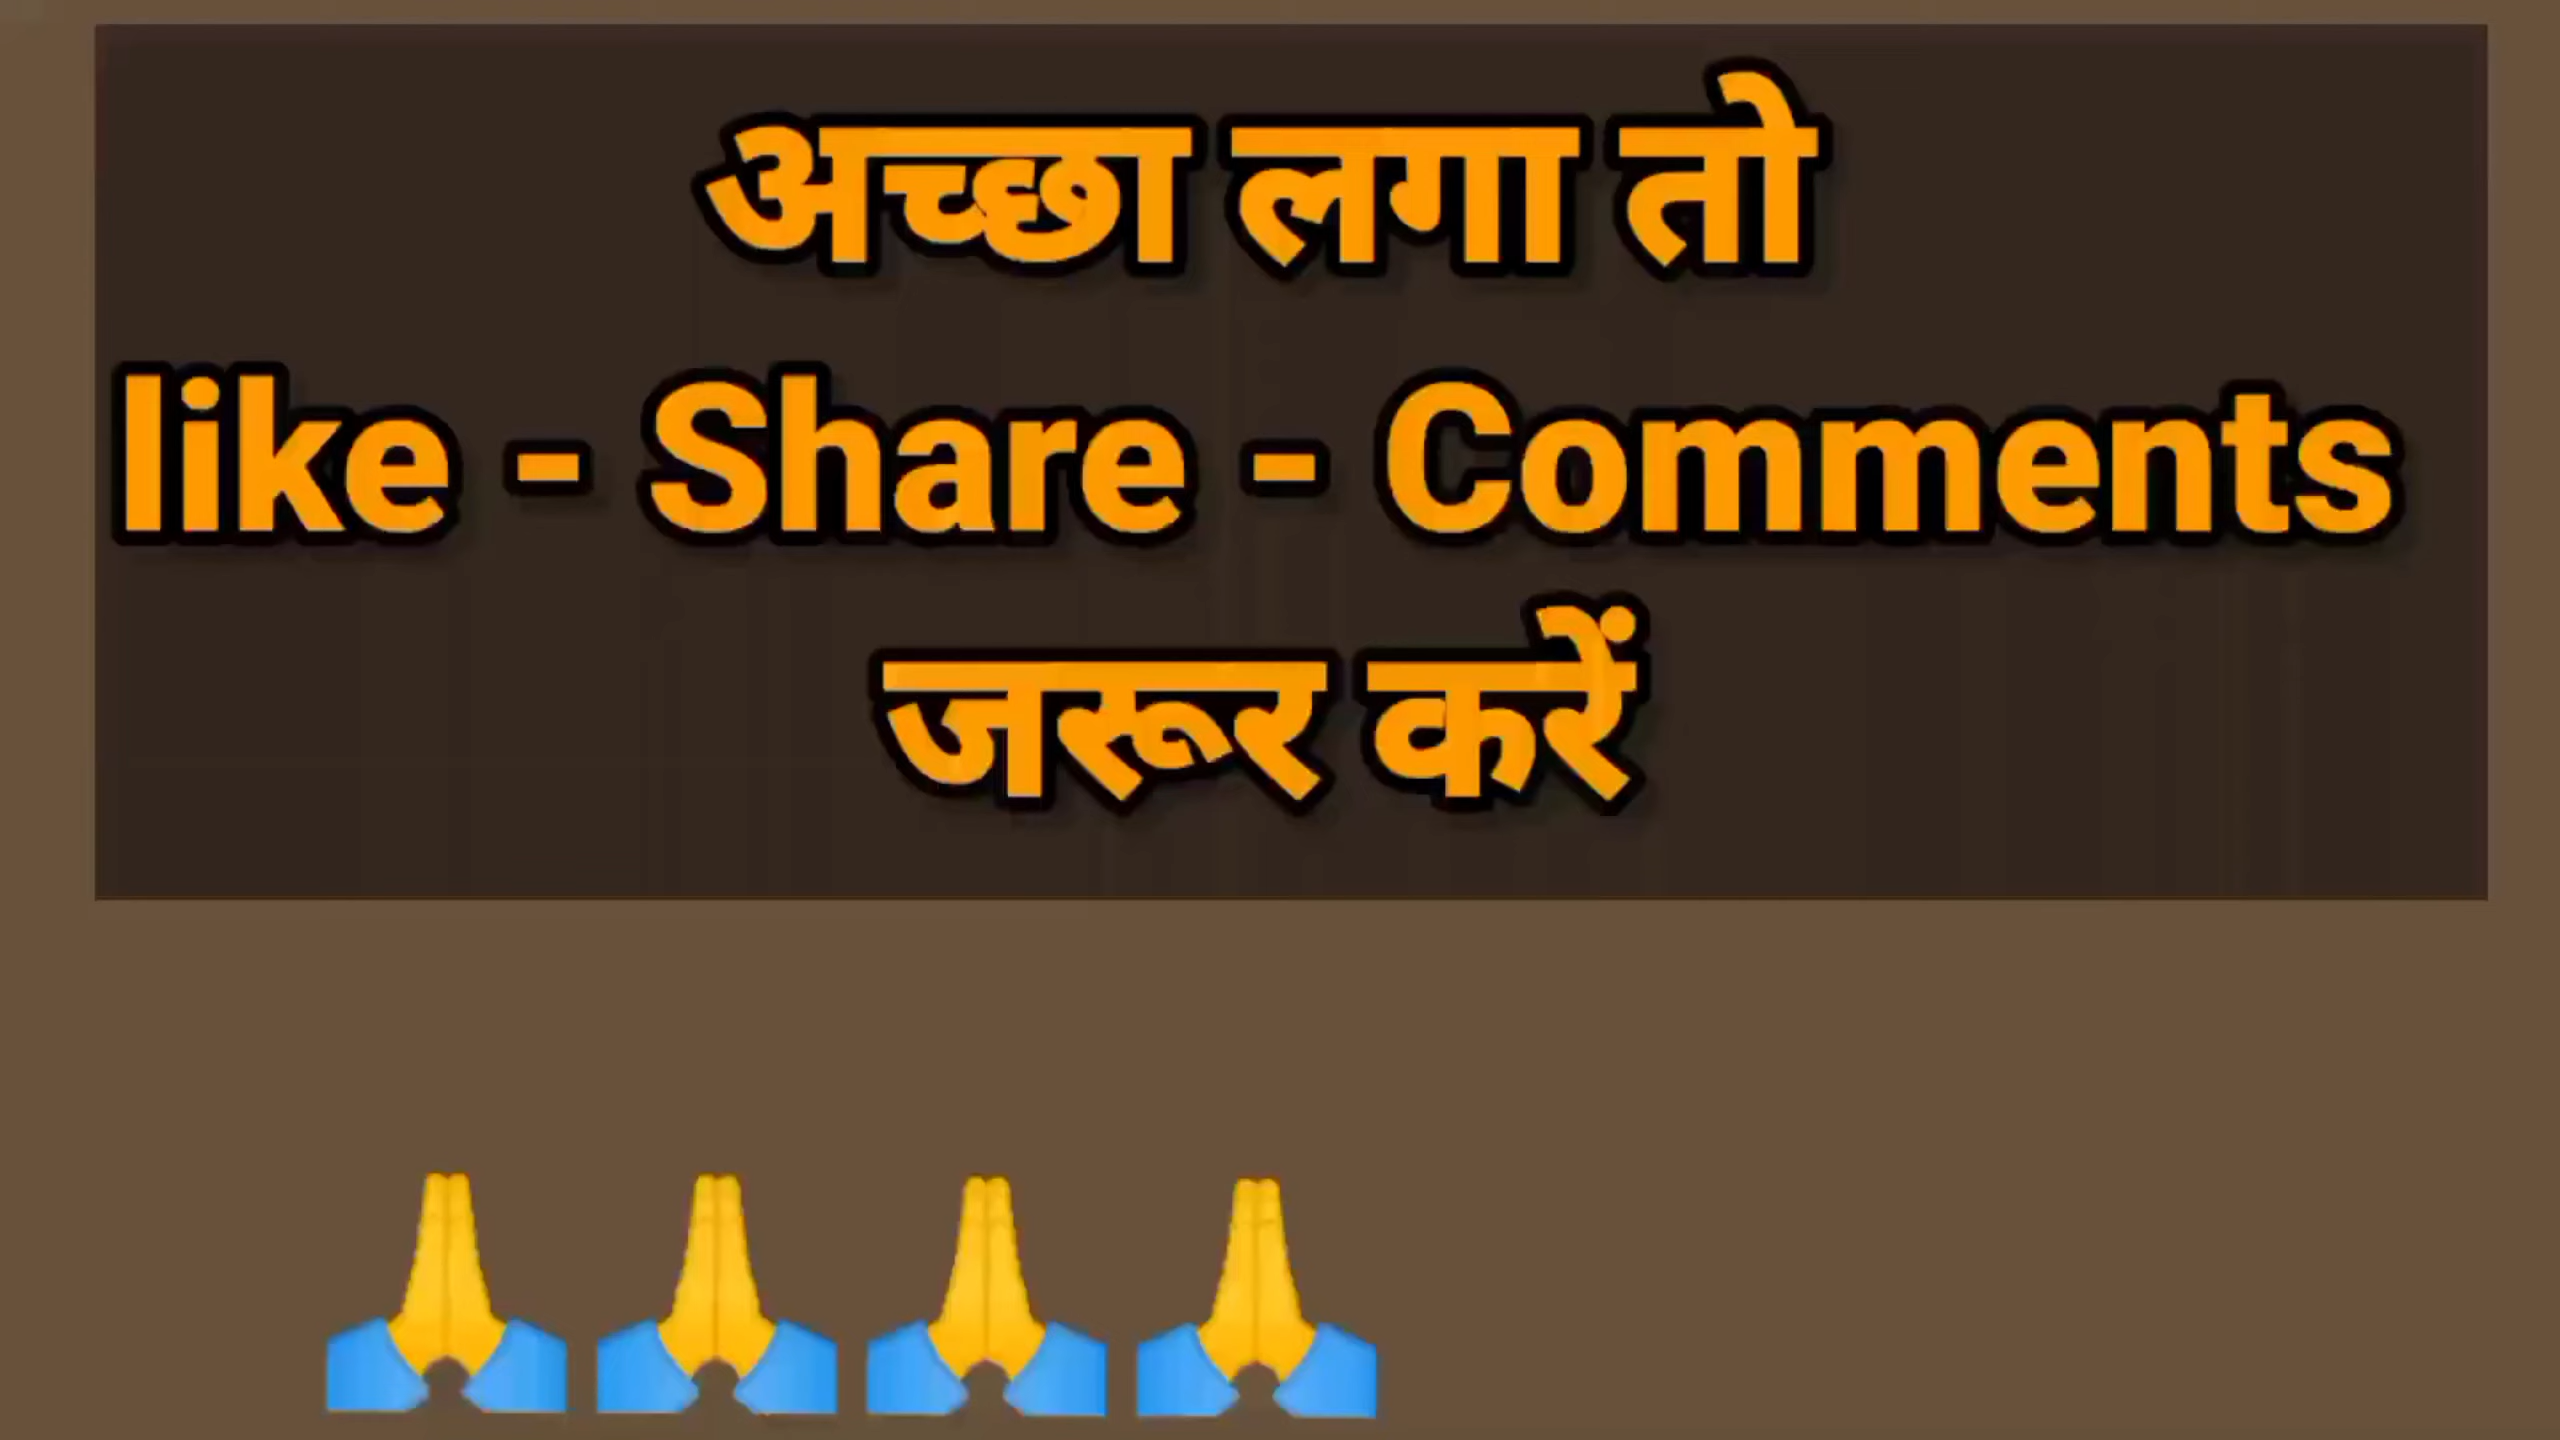 अच्छा लगा तो
like - Share - Comments
जरूर करें